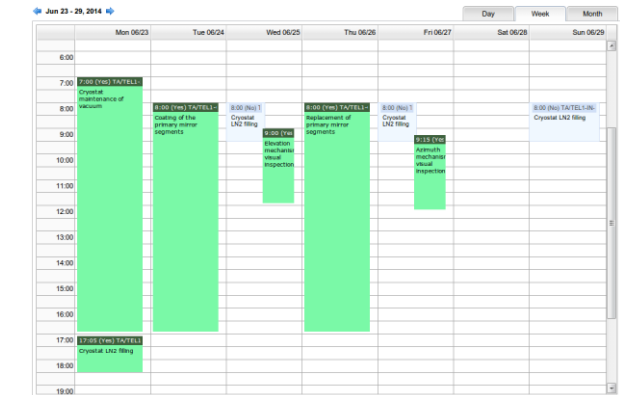 Jun 23 - 29, 2014
Day Week Month
Mon 06/23 Tue 06/24 Wed 06/25 Thu 06/26 Fri 06/27 Sat 06/28 Sun 06/29
6:00
7:00
8:00
9:00
10:00
11:00
12:00
13:00
14:00
15:00
16:00
17:00
18:00
19:00
7:00 (Yes) TA/TEL1-
Cryostat
maintenance of
vacuum
17:05 (Yes) TA/TEL1
Cryostat LN2 filling
8:00 (Yes) TA/TEL1-
Coating of the
primary mirror
segments
8:00 (No) T
Cryostat
LN2 filling
9:00 (Yes
Elevation
mechanis
visual
inspection
8:00 (Yes) TA/TEL1-
Replacement of
primary mirror
segments
8:00 (No) T
Cryostat
LN2 filling
9:15 (Yes
Azimuth
mechanis
visual
inspection
8:00 (No) TA/TEL1-IN-
Cryostat LN2 filling